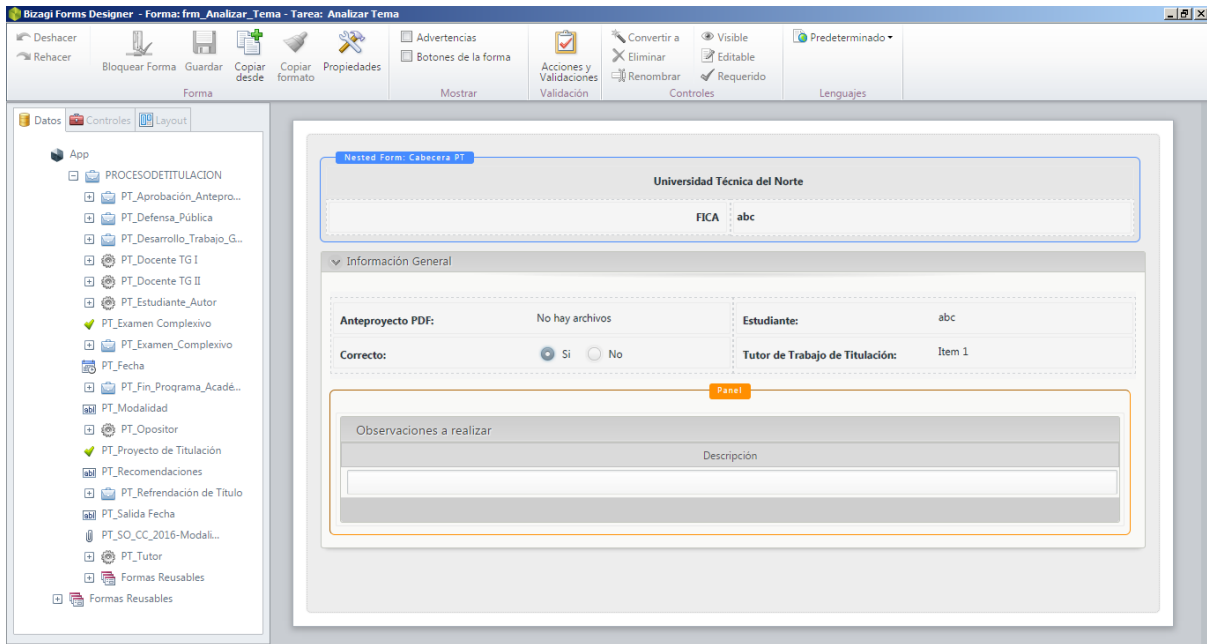 Bizagi Forms Designer - Forma: frm_Analizar_Tema - Tarea: Analizar Tema
Deshacer
Rehacer
Bloquear Forma
Guardar
Copiar desde
Copiar formato
Propiedades
Forma
Advertencias
Botones de la forma
Mostrar
Acciones y Validaciones
Validación
Convertir a
Eliminar
Renombrar
Visible
Editable
Requerido
Controles
Predeterminado
Lenguajes
Datos
Controles
Layout
App
PROCESODETITULACION
PT_Aprobación_Antepro...
PT_Defensa_Pública
PT_Desarrollo_Trabajo_G...
PT_Docente TG I
PT_Docente TG II
PT_Estudiante_Autor
PT_Examen Complexivo
PT_Examen_Complexivo
PT_Fecha
PT_Fin_Programa_Acadé...
abl PT_Modalidad
PT_Opositor
PT_Proyecto de Titulación
abl PT_Recomendaciones
PT_Refrendación de Título
abl PT_Salida Fecha
PT_SO_CC_2016-Modali...
PT_Tutor
Formas Reusables
Formas Reusables
Nested Form: Cabecera PT
Universidad Técnica del Norte
FICA abc
Información General
Anteproyecto PDF: No hay archivos
Estudiante: abc
Correcto: Si No
Tutor de Trabajo de Titulación: Item 1
Panel
Observaciones a realizar
Descripción